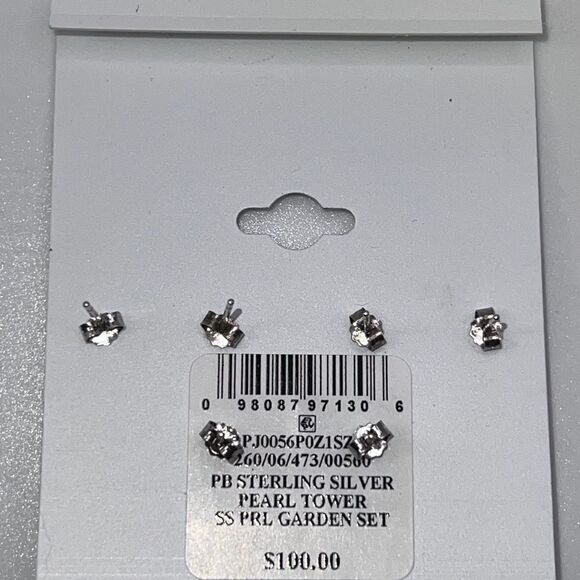 0 98087 97130 6
PJ0056P0Z1SZ
260/06/473/00560
PB STERLING SILVER
PEARL TOWER
SS PRL GARDEN SET
$100.00